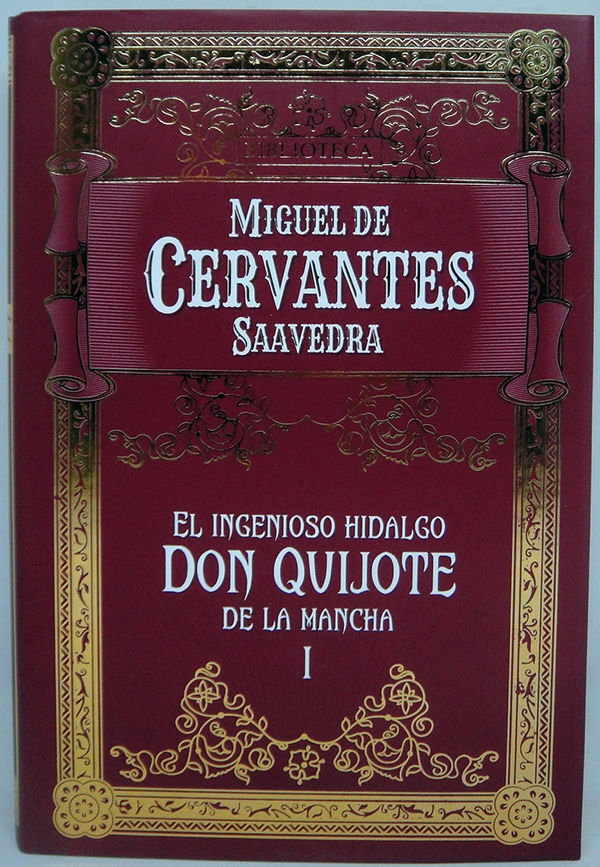 BIBLIOTECA
MIGUEL DE
CERVANTES
SAAVEDRA
EL INGENIOSO HIDALGO
DON QUIJOTE
DE LA MANCHA
I